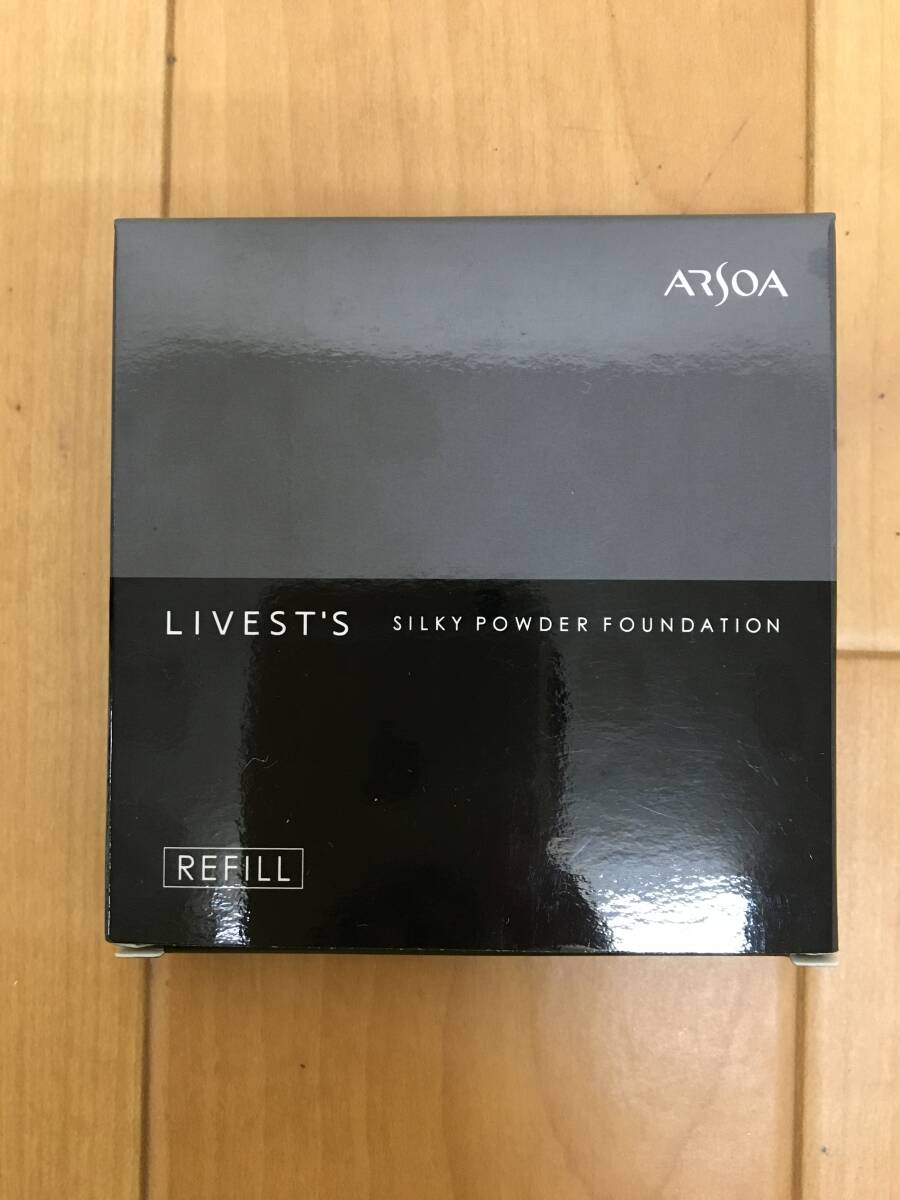 ARSOA
LIVEST'S SILKY POWDER FOUNDATION
REFILL